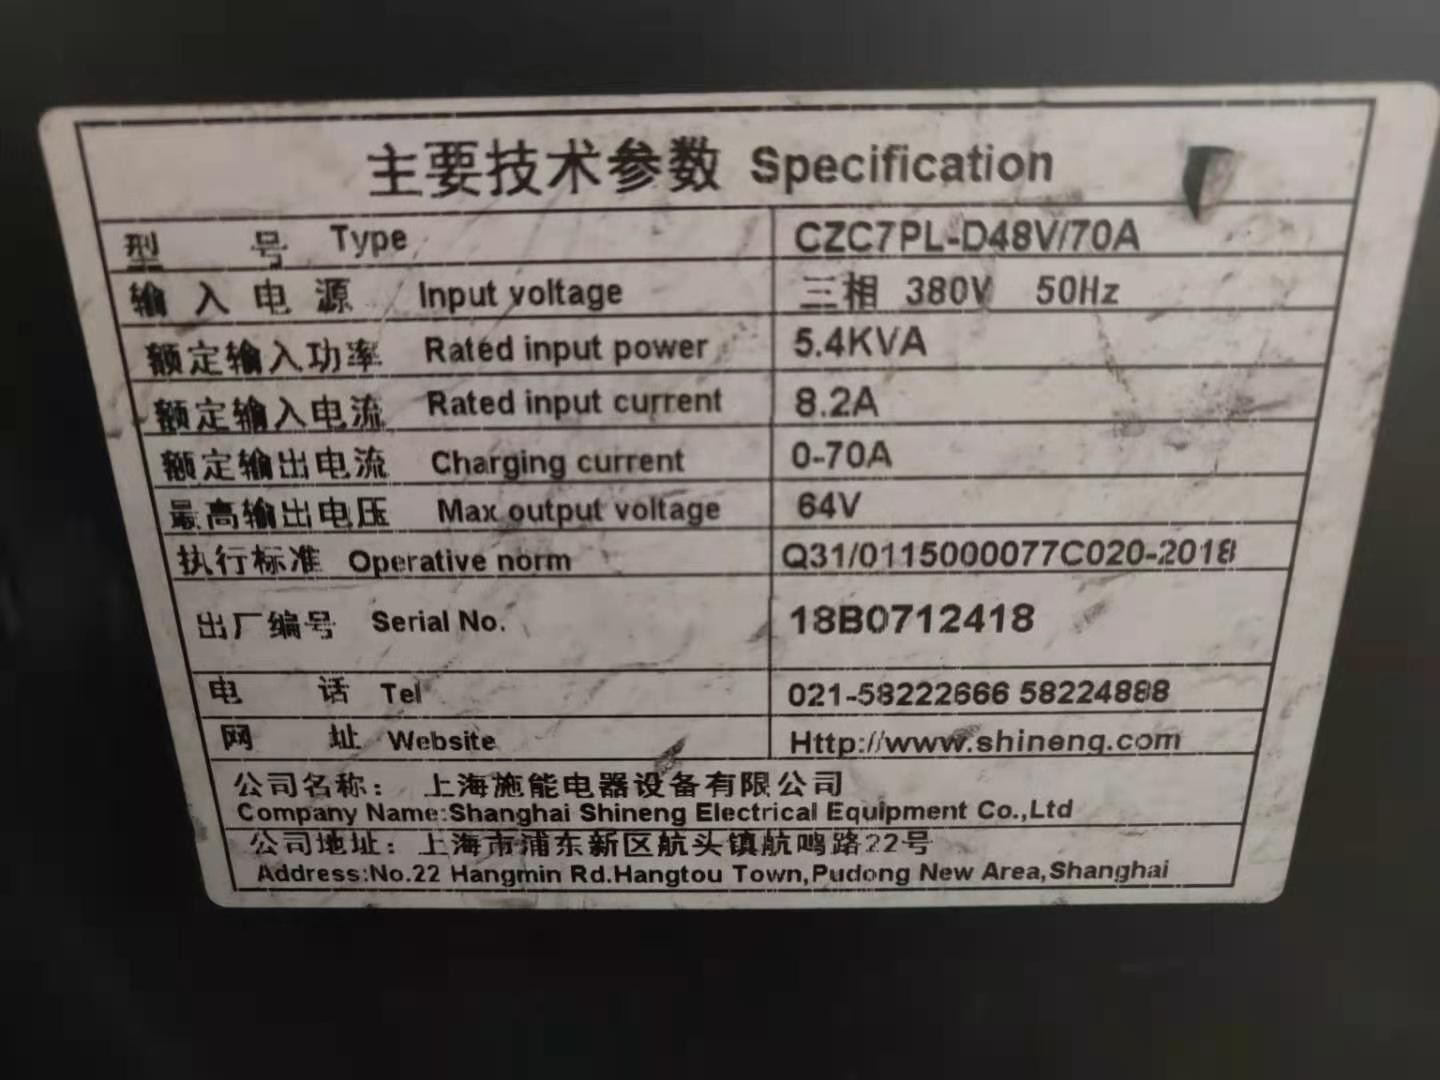 主要技术参数 Specification
型 号 Type CZC7PL-D48V/70A
输入电源 Input voltage 三相 380V 50Hz
额定输入功率 Rated input power 5.4KVA
额定输入电流 Rated input current 8.2A
额定输出电流 Charging current 0-70A
最高输出电压 Max output voltage 64V
执行标准 Operative norm Q31/0115000077C020-2018
出厂编号 Serial No. 18B0712418
电 话 Tel 021-58222666 58224888
网 址 Website Http://www.shineng.com
公司名称：上海施能电器设备有限公司
Company Name:Shanghai Shineng Electrical Equipment Co.,Ltd
公司地址：上海市浦东新区航头镇航鸣路22号
Address:No.22 Hangmin Rd.Hangtou Town,Pudong New Area,Shanghai